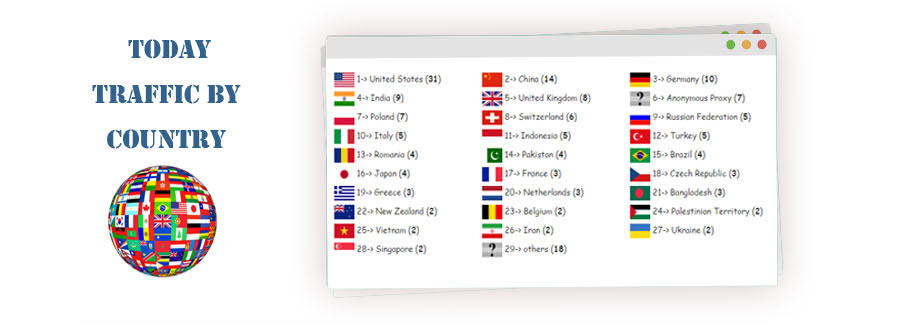 TODAY
TRAFFIC BY
COUNTRY
1-> United States (31) 2-> China (14) 3-> Germany (10)
4-> India (9) 5-> United Kingdom (8) 6-> Anonymous Proxy (7)
7-> Poland (7) 8-> Switzerland (6) 9-> Russian Federation (5)
10-> Italy (5) 11-> Indonesia (5) 12-> Turkey (5)
13-> Romania (4) 14-> Pakistan (4) 15-> Brazil (4)
16-> Japan (4) 17-> France (3) 18-> Czech Republic (3)
19-> Greece (3) 20-> Netherlands (3) 21-> Bangladesh (3)
22-> New Zealand (2) 23-> Belgium (2) 24-> Palestinian Territory (2)
25-> Vietnam (2) 26-> Iran (2) 27-> Ukraine (2)
28-> Singapore (2) 29-> others (18)